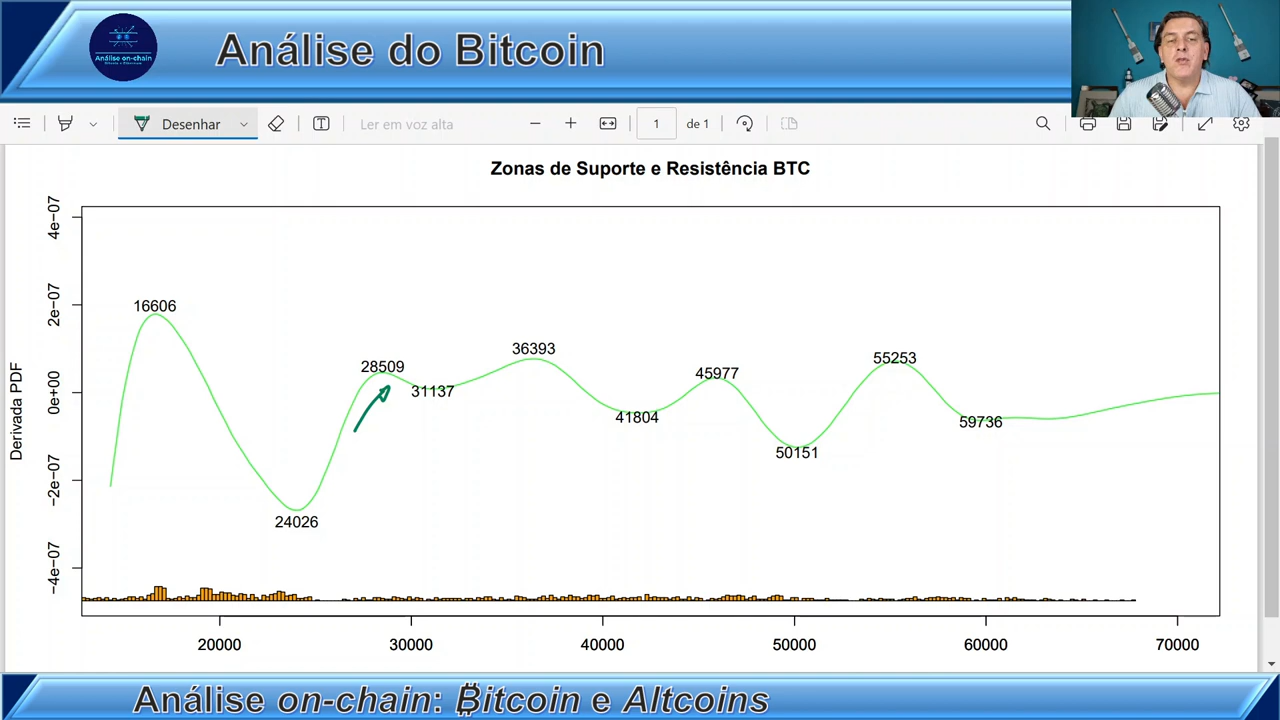 Análise on-chain
Análise do Bitcoin
Desenhar
Ler em voz alta
1
de 1
Zonas de Suporte e Resistência BTC
Derivada PDF
4e−07
2e−07
0e+00
−2e−07
−4e−07
16606
24026
28509
31137
36393
41804
45977
50151
55253
59736
20000
30000
40000
50000
60000
70000
Análise on-chain: ₿itcoin e Altcoins